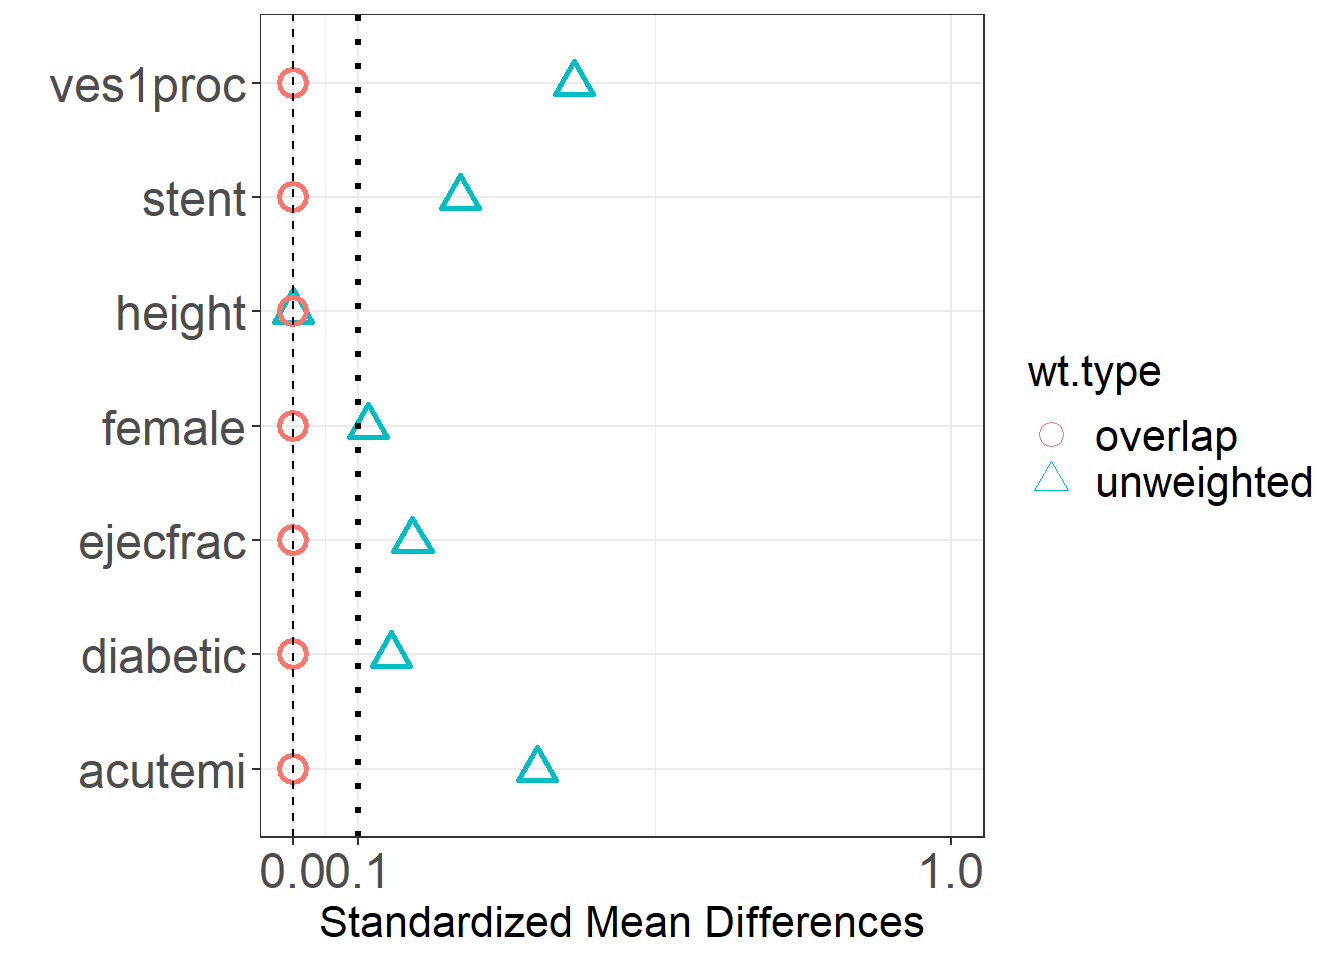 ves1proc
stent
height
female
ejecfrac
diabetic
acutemi
0.00.1 1.0
Standardized Mean Differences
wt.type
overlap
unweighted